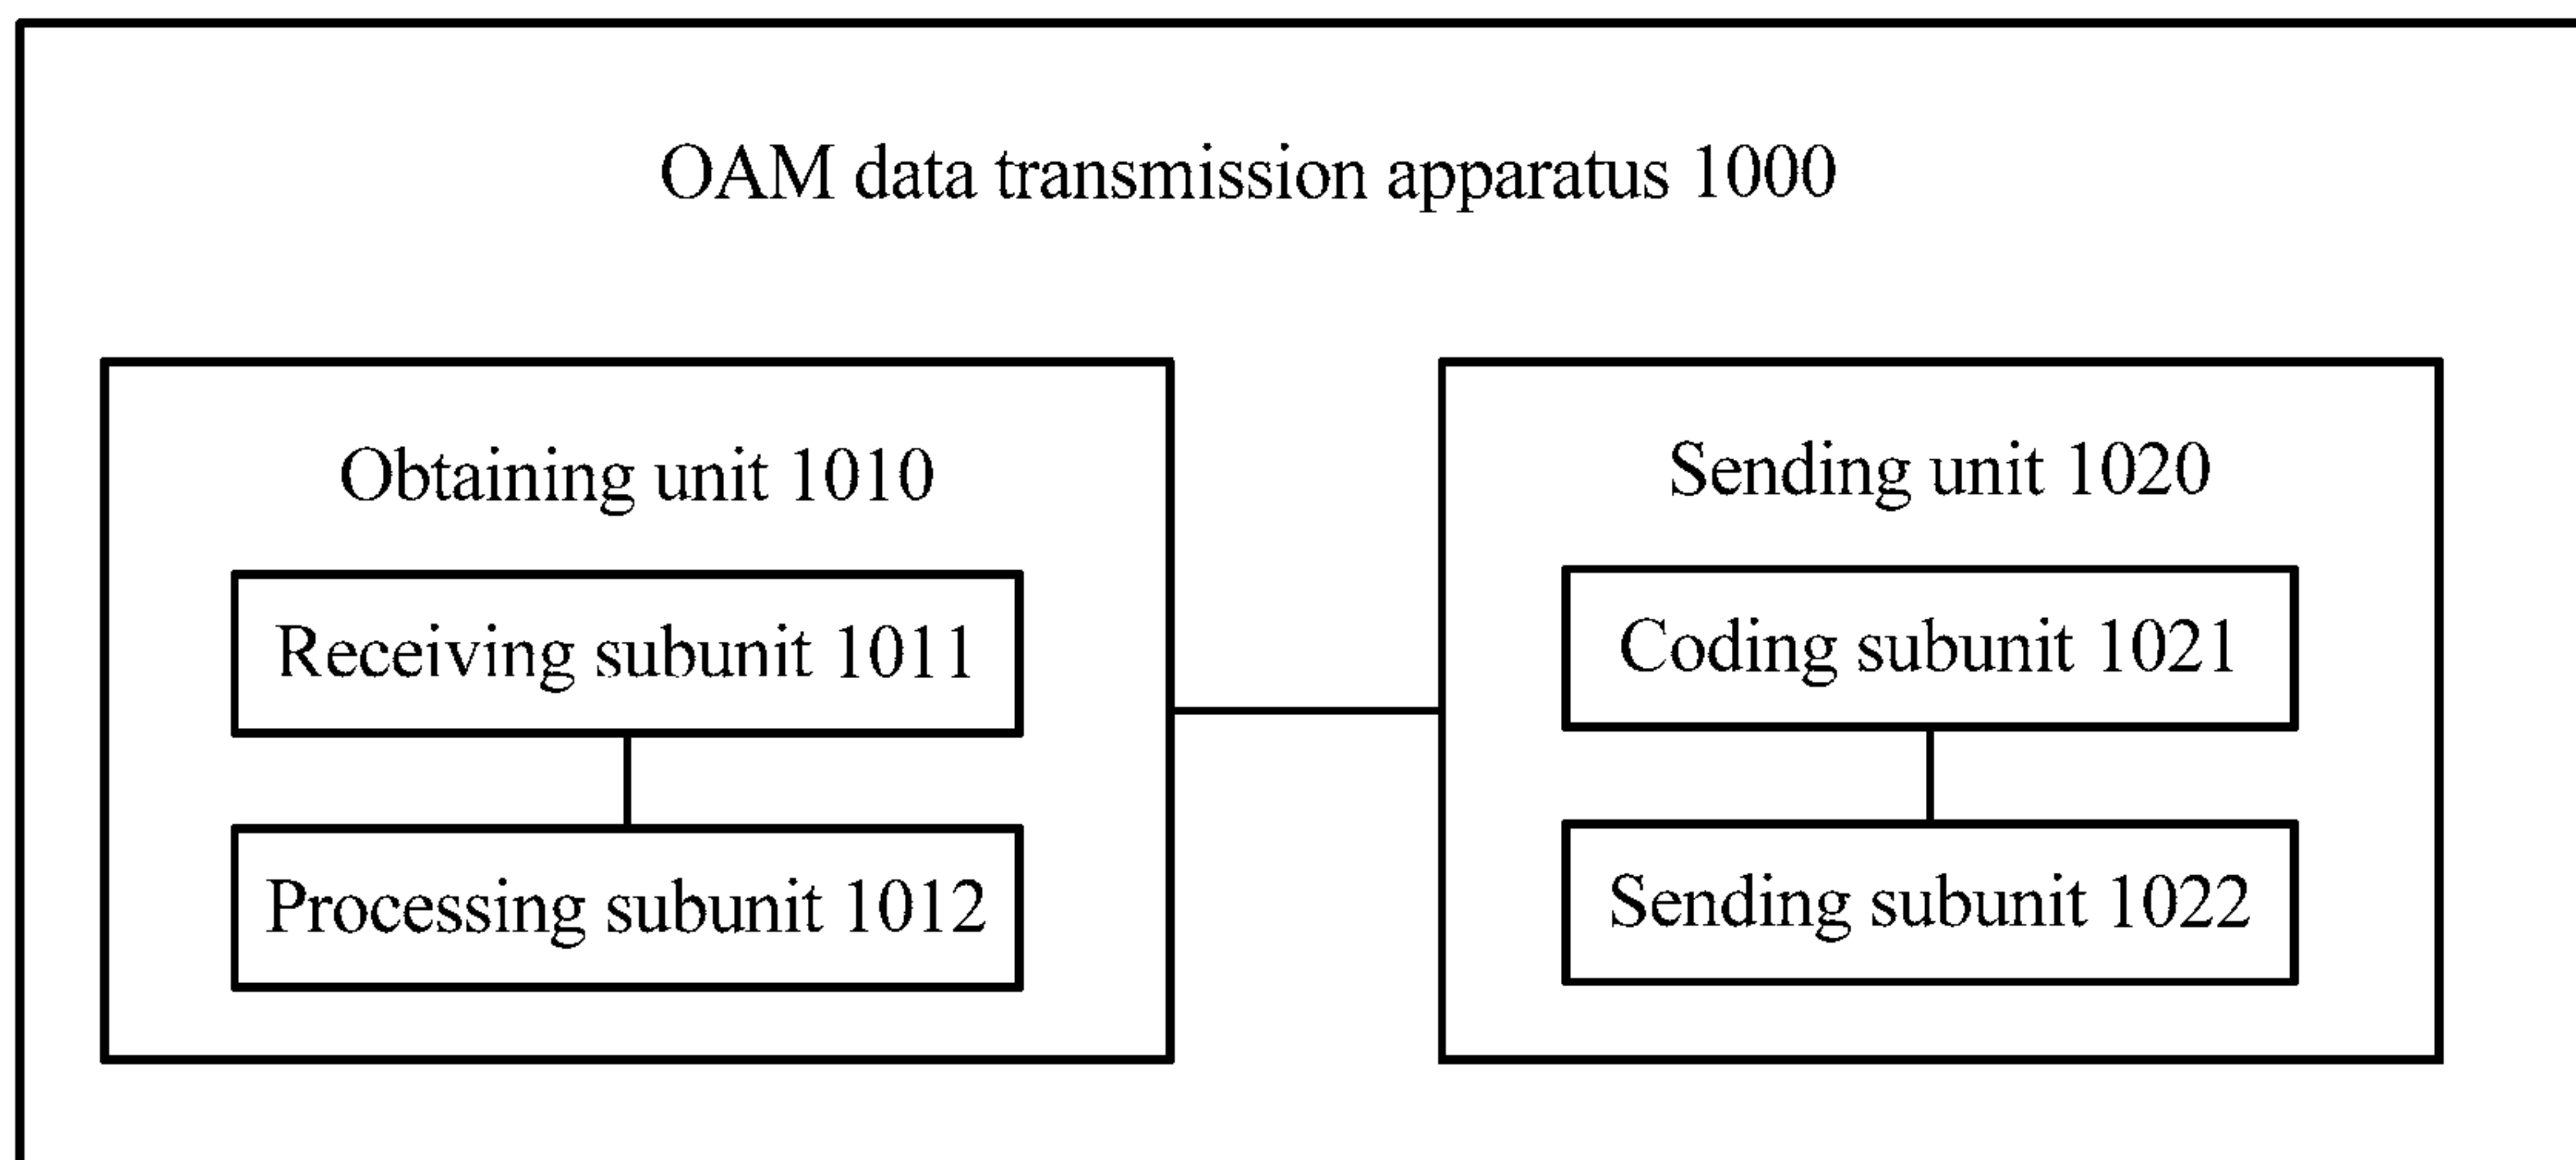 OAM data transmission apparatus 1000
Obtaining unit 1010
Receiving subunit 1011
Processing subunit 1012
Sending unit 1020
Coding subunit 1021
Sending subunit 1022